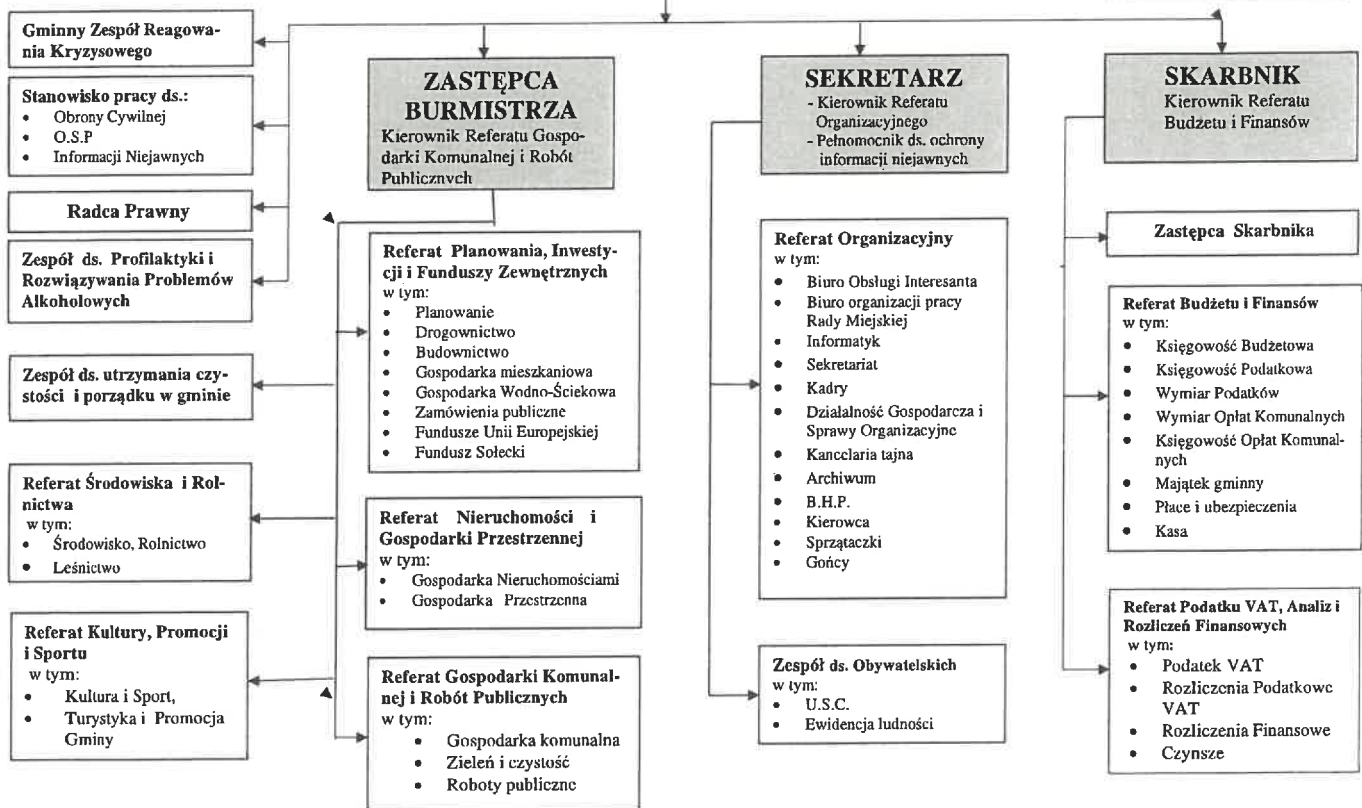 Gminny Zespół Reagowa-
nia Kryzysowego
Stanowisko pracy ds.:
• Obrony Cywilnej
• O.S.P
• Informacji Niejawnych
Radca Prawny
Zespół ds. Profilaktyki i
Rozwiązywania Problemów
Alkoholowych
Zespół ds. utrzymania czy-
stości i porządku w gminie
Referat Środowiska i Rol-
nictwa
w tym:
• Środowisko, Rolnictwo
• Leśnictwo
Referat Kultury, Promocji
i Sportu
w tym:
• Kultura i Sport,
• Turystyka i Promocja
Gminy
ZASTĘPCA
BURMISTRZA
Kierownik Referatu Gospo-
darki Komunalnej i Robót
Publicznych
Referat Planowania, Inwesty-
cji i Funduszy Zewnętrznych
w tym:
• Planowanie
• Drogownictwo
• Budownictwo
• Gospodarka mieszkaniowa
• Gospodarka Wodno-Ściekowa
• Zamówienia publiczne
• Fundusze Unii Europejskiej
• Fundusz Sołecki
Referat Nieruchomości i
Gospodarki Przestrzennej
w tym:
• Gospodarka Nieruchomościami
• Gospodarka Przestrzenna
Referat Gospodarki Komunal-
nej i Robót Publicznych
w tym:
• Gospodarka komunalna
• Zieleń i czystość
• Roboty publiczne
SEKRETARZ
- Kierownik Referatu
Organizacyjnego
- Pełnomocnik ds. ochrony
informacji niejawnych
Referat Organizacyjny
w tym:
• Biuro Obsługi Interesanta
• Biuro organizacji pracy
Rady Miejskiej
• Informatyk
• Sekretariat
• Kadry
• Działalność Gospodarcza i
Sprawy Organizacyjne
• Kancelaria tajna
• Archiwum
• B.H.P.
• Kierowca
• Sprzątaczki
• Gońcy
Zespół ds. Obywatelskich
w tym:
• U.S.C.
• Ewidencja ludności
SKARBNIK
Kierownik Referatu
Budżetu i Finansów
Zastępca Skarbnika
Referat Budżetu i Finansów
w tym:
• Księgowość Budżetowa
• Księgowość Podatkowa
• Wymiar Podatków
• Wymiar Opłat Komunalnych
• Księgowość Opłat Komunal-
nych
• Majątek gminny
• Płace i ubezpieczenia
• Kasa
Referat Podatku VAT, Analiz i
Rozliczeń Finansowych
w tym:
• Podatek VAT
• Rozliczenia Podatkowe
VAT
• Rozliczenia Finansowe
• Czynsze